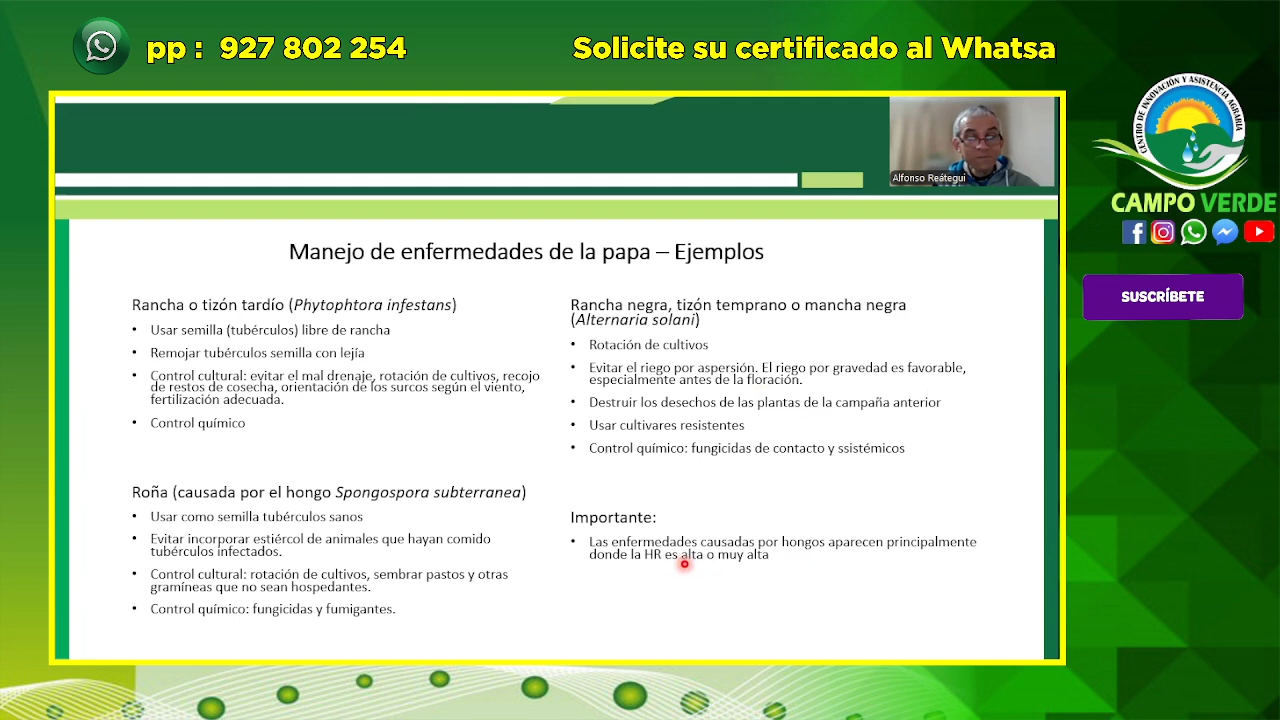 pp : 927 802 254
Solicite su certificado al Whatsa
Alfonso Reátegui
CENTRO DE INNOVACIÓN Y ASISTENCIA AGRARIA
CAMPO VERDE
SUSCRÍBETE
Manejo de enfermedades de la papa – Ejemplos
Rancha o tizón tardío (Phytophtora infestans)
• Usar semilla (tubérculos) libre de rancha
• Remojar tubérculos semilla con lejía
• Control cultural: evitar el mal drenaje, rotación de cultivos, recojo
de restos de cosecha, orientación de los surcos según el viento,
fertilización adecuada.
• Control químico
Roña (causada por el hongo Spongospora subterranea)
• Usar como semilla tubérculos sanos
• Evitar incorporar estiércol de animales que hayan comido
tubérculos infectados.
• Control cultural: rotación de cultivos, sembrar pastos y otras
gramíneas que no sean hospedantes.
• Control químico: fungicidas y fumigantes.
Rancha negra, tizón temprano o mancha negra
(Alternaria solani)
• Rotación de cultivos
• Evitar el riego por aspersión. El riego por gravedad es favorable,
especialmente antes de la floración.
• Destruir los desechos de las plantas de la campaña anterior
• Usar cultivares resistentes
• Control químico: fungicidas de contacto y ssistémicos
Importante:
• Las enfermedades causadas por hongos aparecen principalmente
donde la HR es alta o muy alta